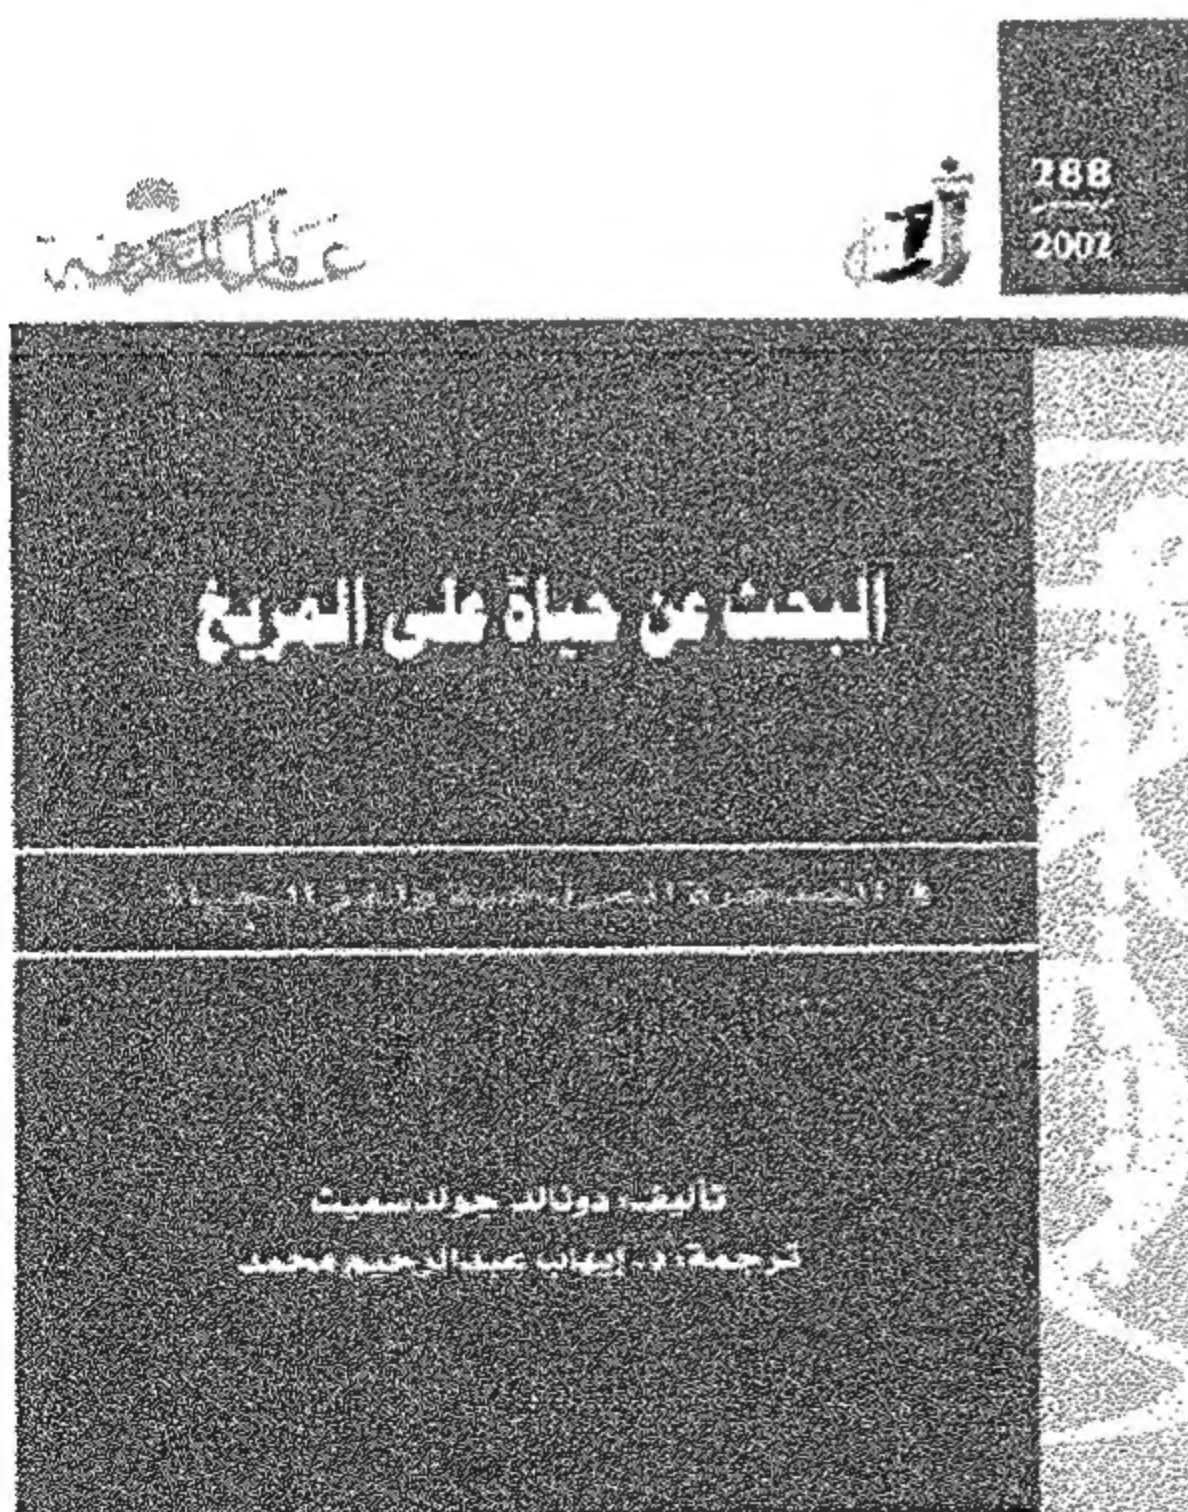 288
2002
عالم المعرفة
البحث عن حياة على المريخ
تأليف: دونالد جولدسميث
ترجمة: د. إيهاب عبدالرحيم محمد